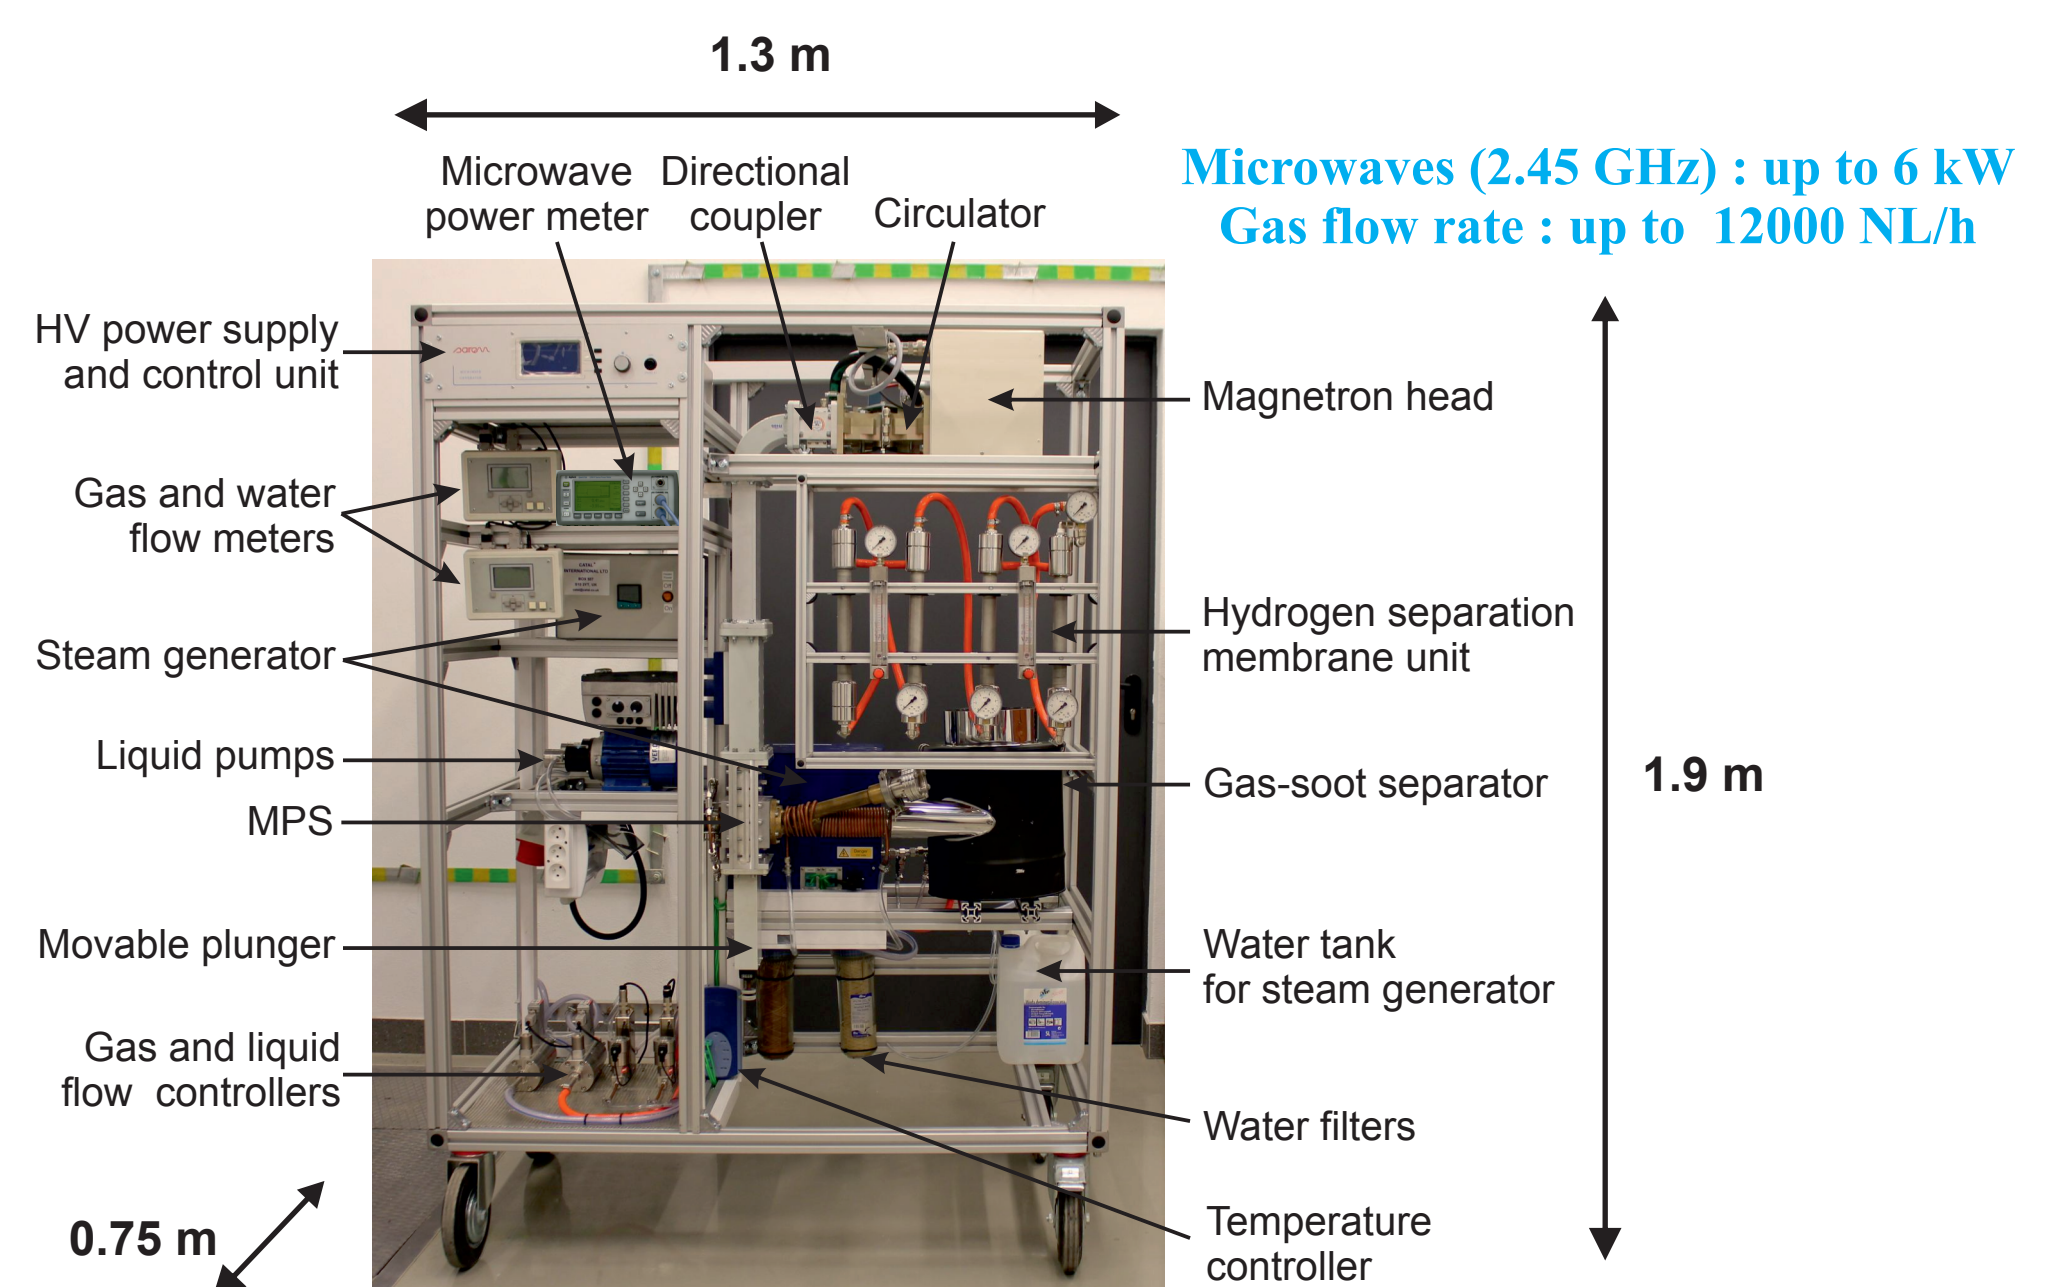 1.3 m
Microwave
power meter
Directional
coupler
Circulator
Microwaves (2.45 GHz) : up to 6 kW
Gas flow rate : up to 12000 NL/h
HV power supply
and control unit
Gas and water
flow meters
Steam generator
Liquid pumps
MPS
Movable plunger
Gas and liquid
flow controllers
0.75 m
Magnetron head
Hydrogen separation
membrane unit
Gas-soot separator
1.9 m
Water tank
for steam generator
Water filters
Temperature
controller
INTERNATIONAL LTD